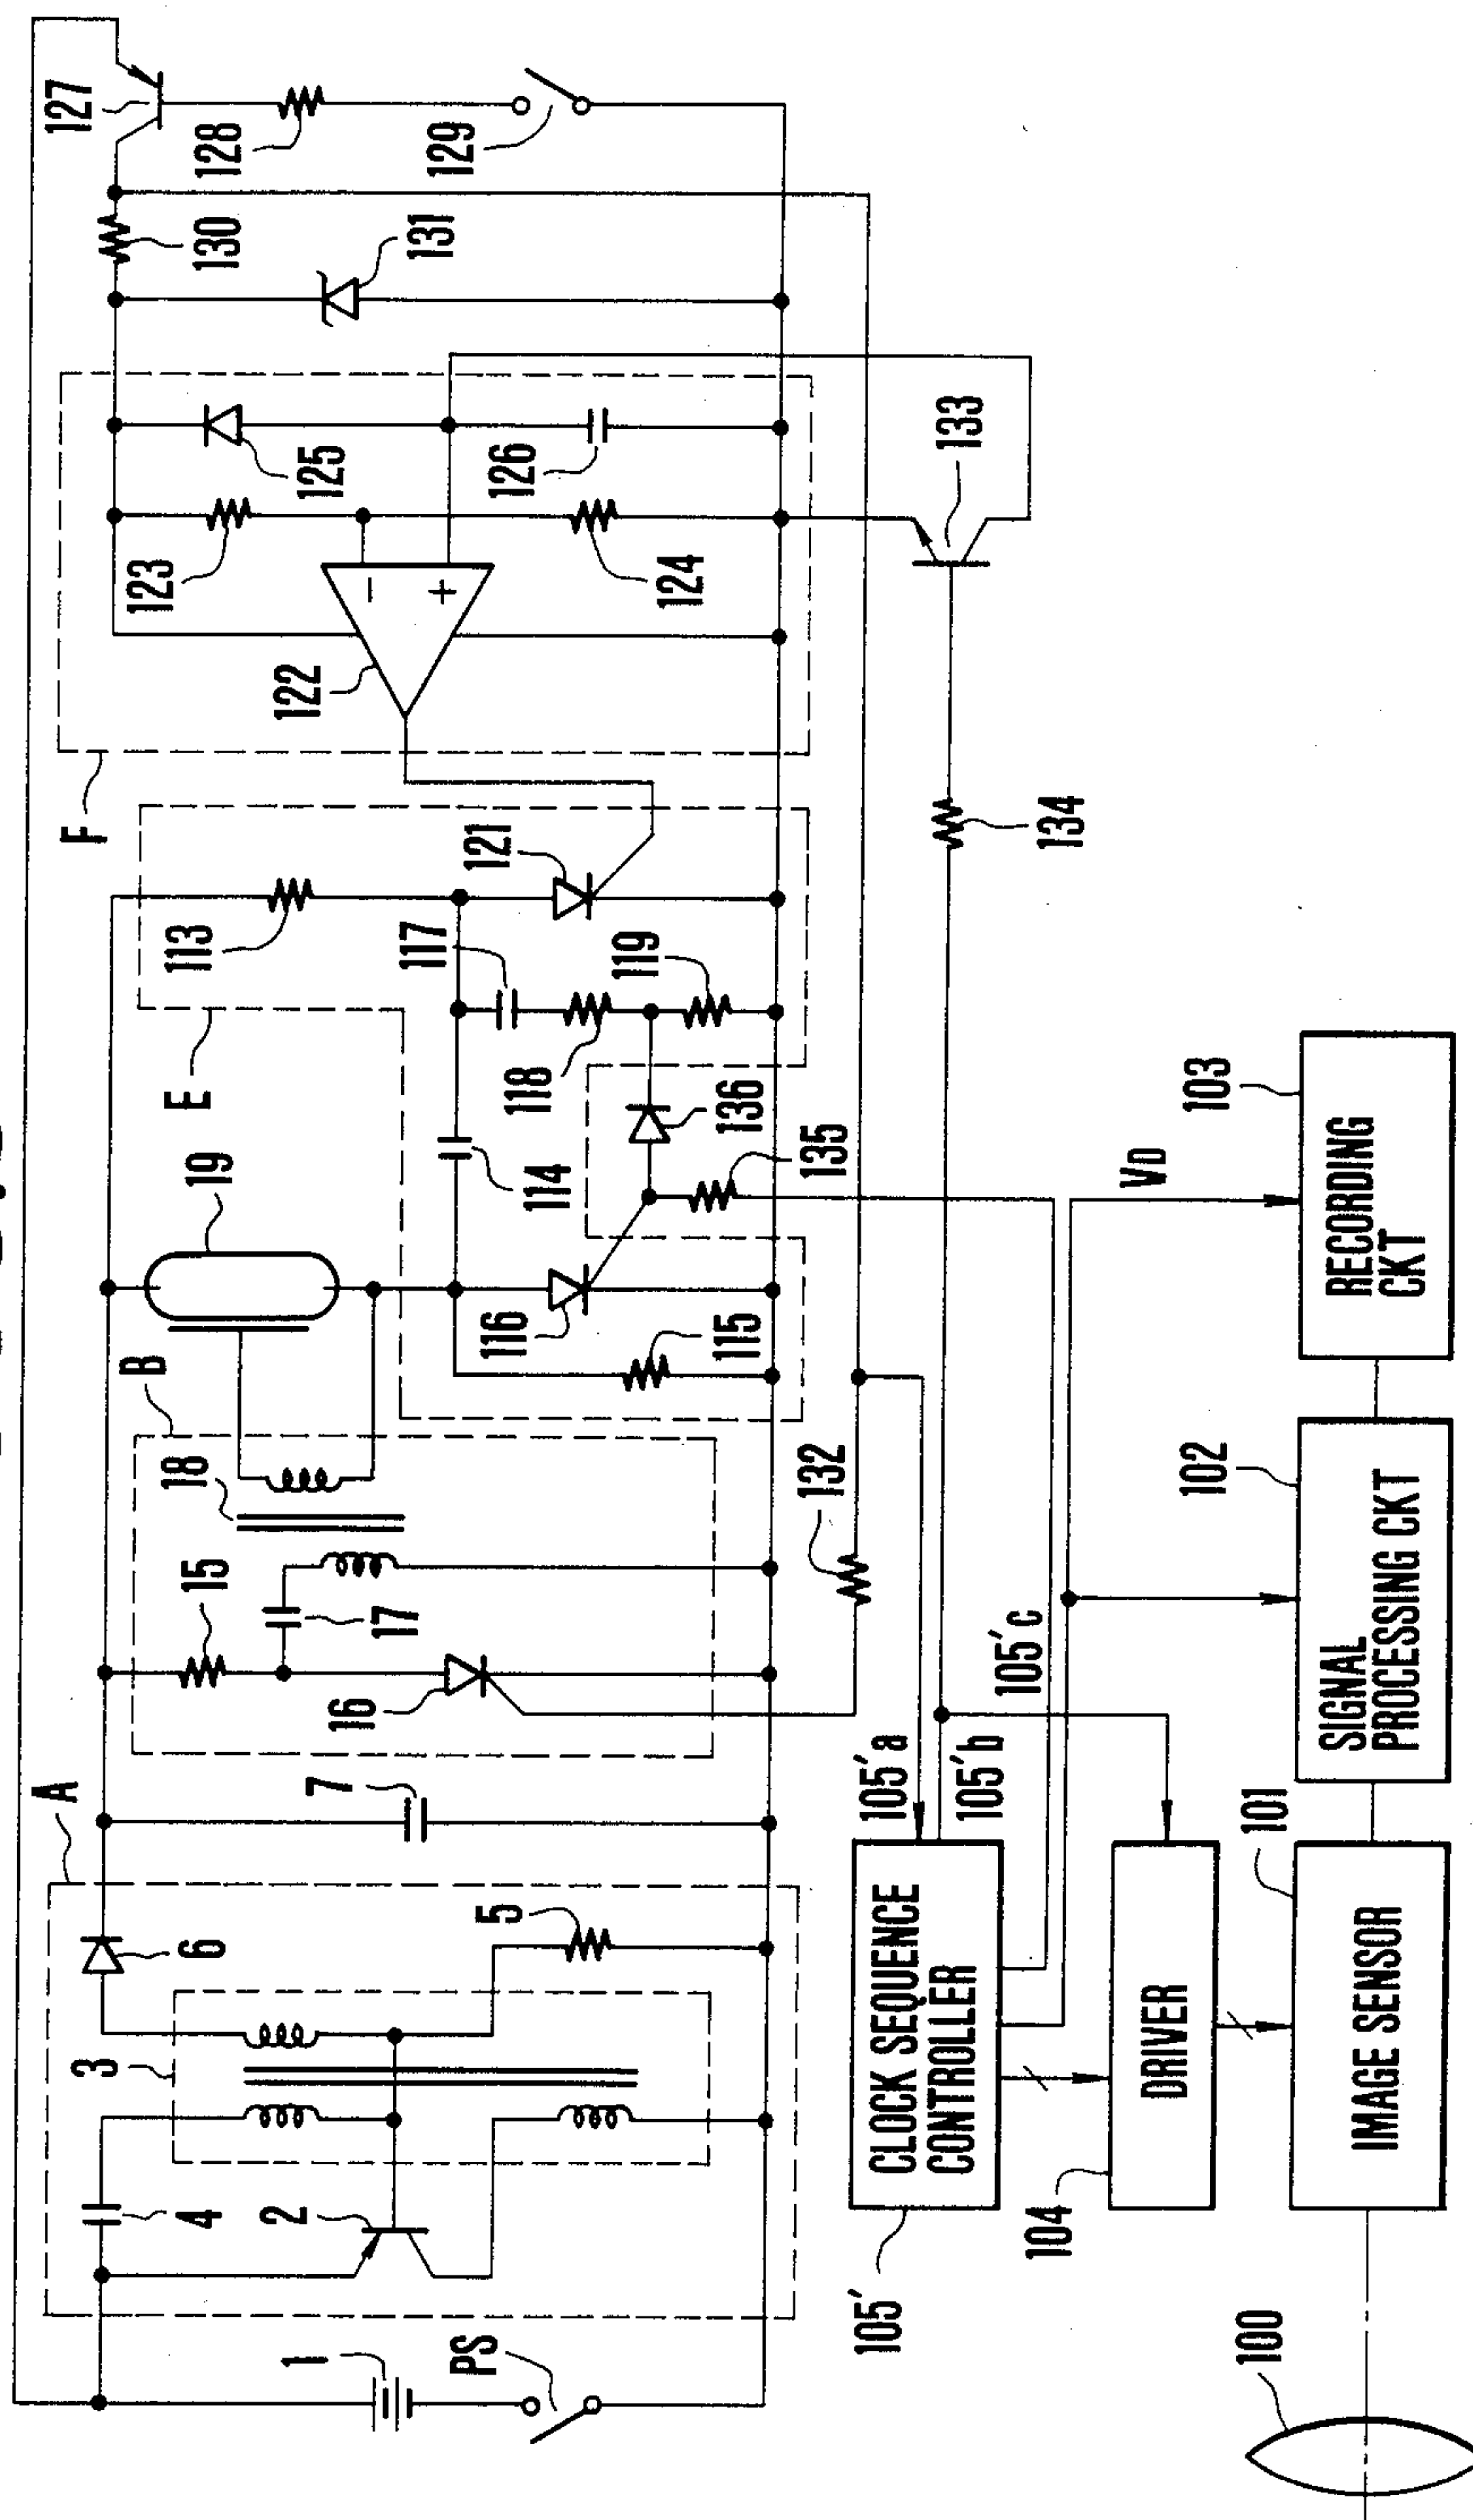 A
3
4
6
1
2
PS
5
7
B
15
18
16
17
19
E
113
F
127
128
130
123
122
125
131
129
117
121
126
−
+
114
116
118
119
124
115
136
135
132
133
134
105'
105'a
105'b
105'c
CLOCK SEQUENCE
CONTROLLER
104
DRIVER
VD
100
101
102
103
IMAGE SENSOR
SIGNAL
PROCESSING CKT
RECORDING
CKT